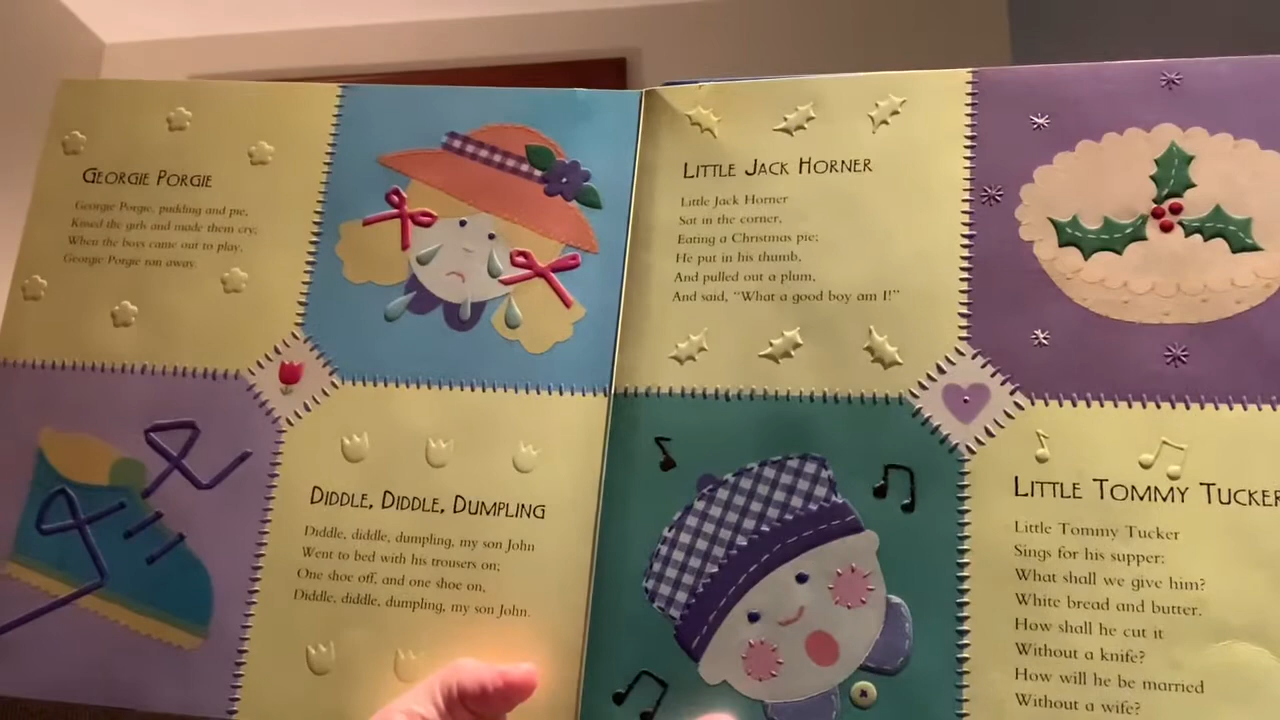 GEORGIE PORGIE
Georgie Porgie, pudding and pie,
Kissed the girls and made them cry;
When the boys came out to play,
Georgie Porgie ran away.
DIDDLE, DIDDLE, DUMPLING
Diddle, diddle, dumpling, my son John
Went to bed with his trousers on;
One shoe off, and one shoe on,
Diddle, diddle, dumpling, my son John.
LITTLE JACK HORNER
Little Jack Horner
Sat in the corner,
Eating a Christmas pie;
He put in his thumb,
And pulled out a plum,
And said, “What a good boy am I!”
LITTLE TOMMY TUCKER
Little Tommy Tucker
Sings for his supper:
What shall we give him?
White bread and butter.
How shall he cut it
Without a knife?
How will he be married
Without a wife?